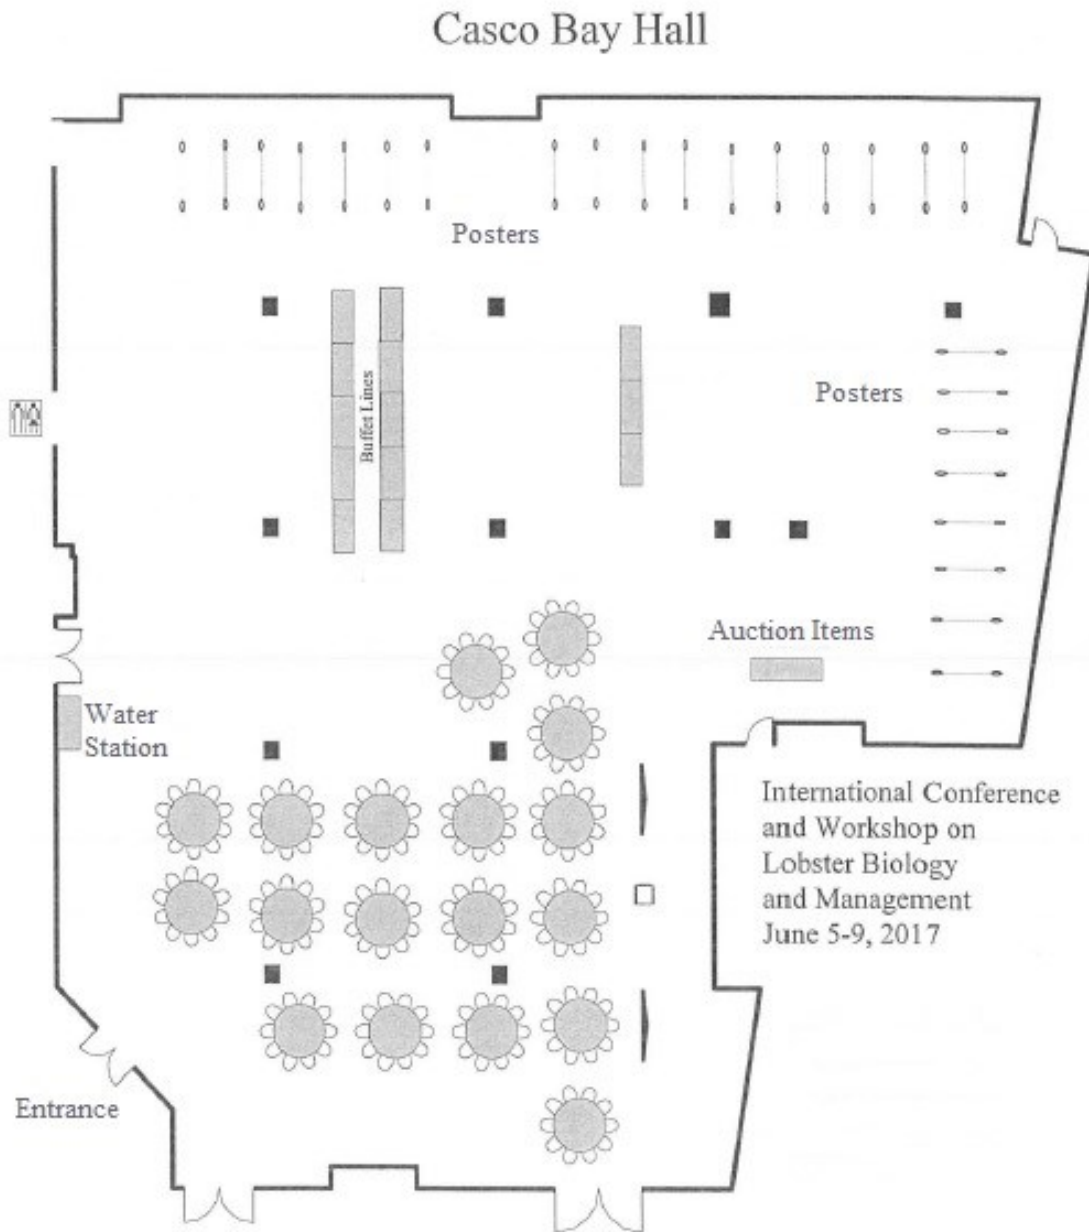 Casco Bay Hall
Posters
Buffet Lines
Posters
Auction Items
Water
Station
International Conference
and Workshop on
Lobster Biology
and Management
June 5-9, 2017
Entrance